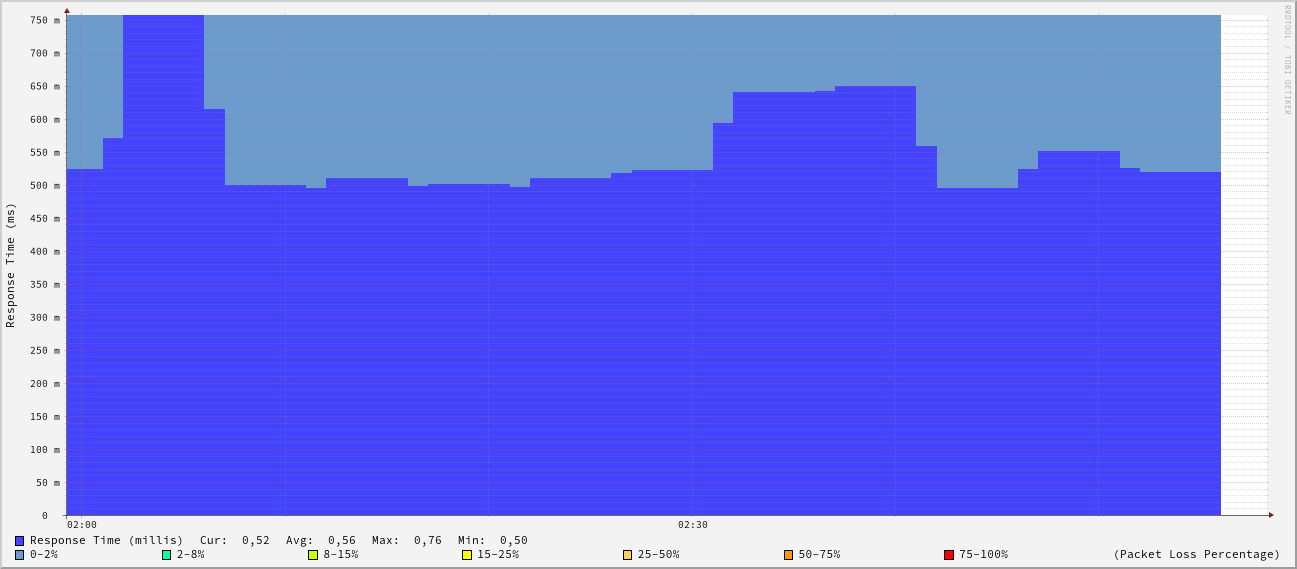 RRDTOOL / TOBI OETIKER
Response Time (ms)
750 m
700 m
650 m
600 m
550 m
500 m
450 m
400 m
350 m
300 m
250 m
200 m
150 m
100 m
50 m
0
02:00 02:30
Response Time (millis) Cur: 0,52 Avg: 0,56 Max: 0,76 Min: 0,50
0-2% 2-8% 8-15% 15-25% 25-50% 50-75% 75-100% (Packet Loss Percentage)